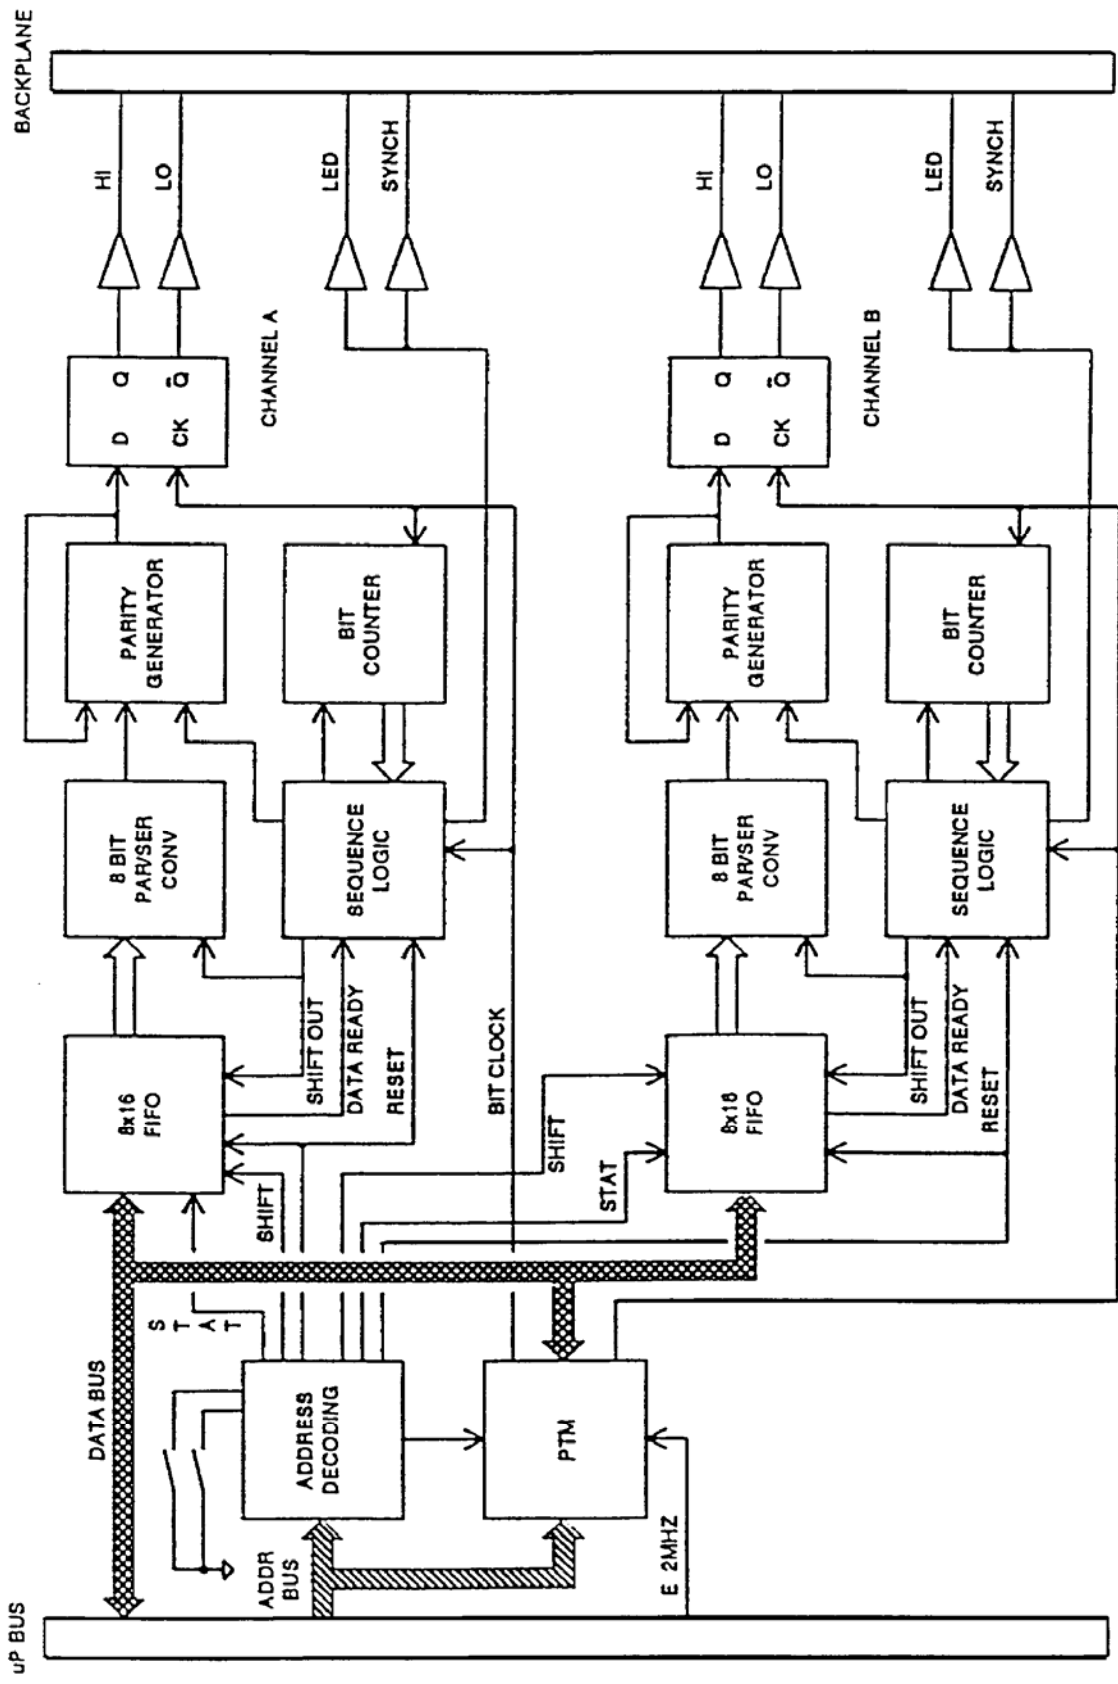 uP BUS
BACKPLANE
DATA BUS
ADDR
BUS
E 2MHZ
ADDRESS
DECODING
PTM
S
T
A
T
SHIFT
8x16
FIFO
SHIFT OUT
DATA READY
RESET
BIT CLOCK
8 BIT
PAR/SER
CONV
SEQUENCE
LOGIC
PARITY
GENERATOR
BIT
COUNTER
D Q
CK Q̄
CHANNEL A
HI
LO
LED
SYNCH
SHIFT
STAT
8x16
FIFO
SHIFT OUT
DATA READY
RESET
8 BIT
PAR/SER
CONV
SEQUENCE
LOGIC
PARITY
GENERATOR
BIT
COUNTER
D Q
CK Q̄
CHANNEL B
HI
LO
LED
SYNCH